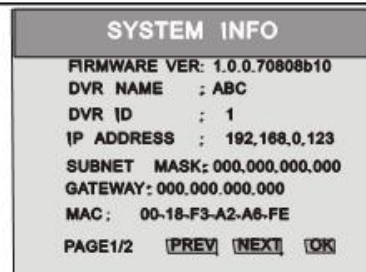 SYSTEM INFO
FIRMWARE VER: 1.0.0.70808b10
DVR NAME : ABC
DVR ID : 1
IP ADDRESS : 192,168,0,123
SUBNET MASK: 000,000,000,000
GATEWAY: 000.000.000.000
MAC: 00-18-F3-A2-A6-FE
PAGE1/2 PREV NEXT OK